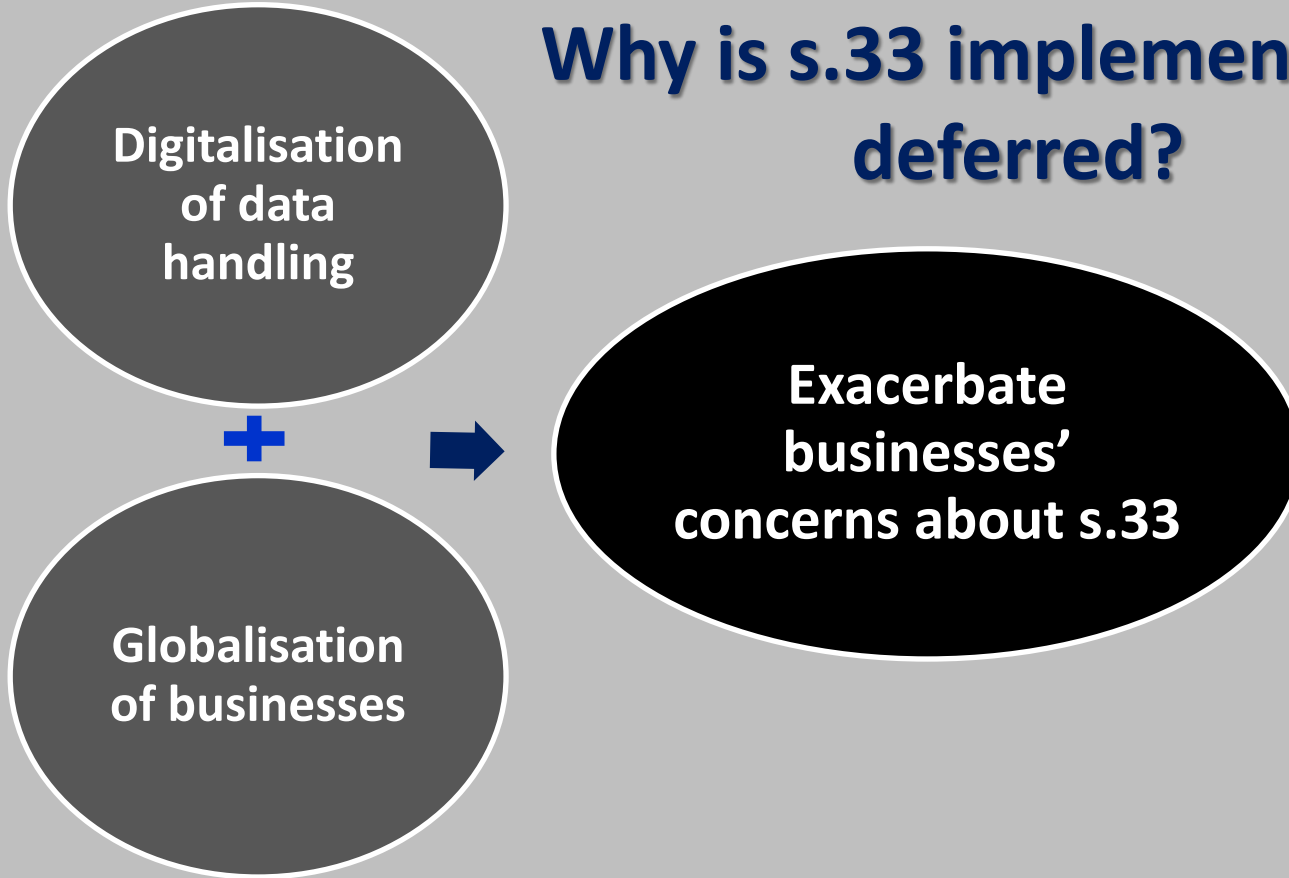 Why is s.33 implemen
deferred?
Digitalisation
of data
handling
+
Globalisation
of businesses
Exacerbate
businesses’
concerns about s.33